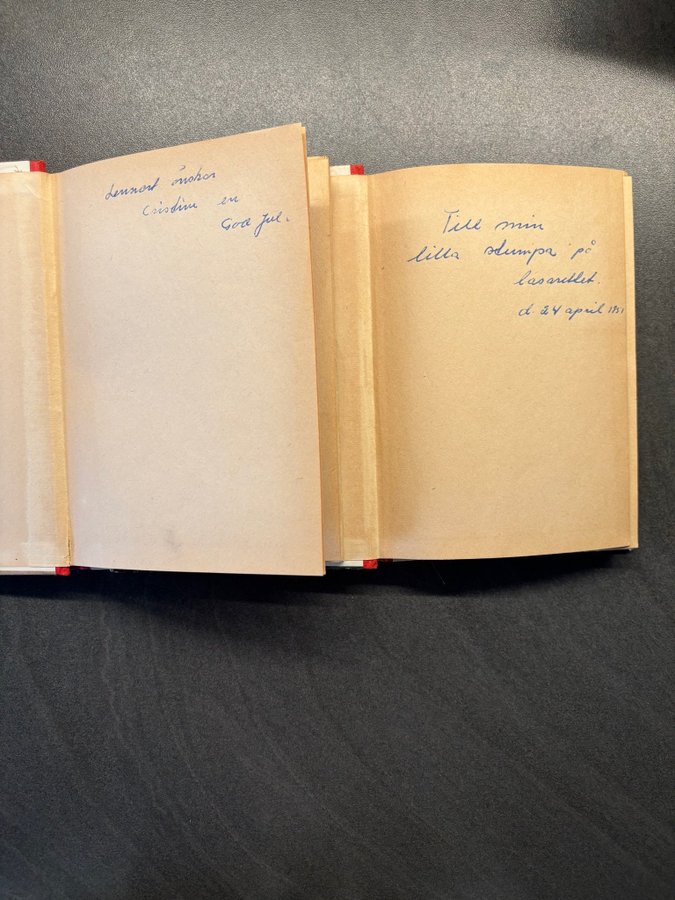 Lennart önskar
Cristina en
God Jul.
Till min
lilla stumpa på
lasarettet.
d. 24 april 1951